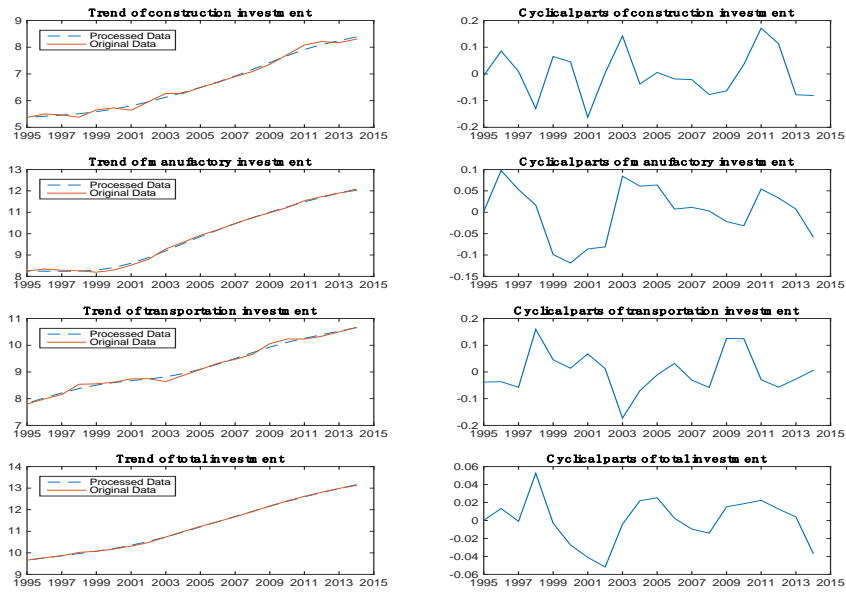 Trend of construction investment
9
8
7
6
5
Processed Data
Original Data
1995 1997 1999 2001 2003 2005 2007 2009 2011 2013 2015
Cyclical parts of construction investment
0.2
0.1
0
-0.1
-0.2
1995 1997 1999 2001 2003 2005 2007 2009 2011 2013 2015
Trend of manufactory investment
13
12
11
10
9
8
Processed Data
Original Data
1995 1997 1999 2001 2003 2005 2007 2009 2011 2013 2015
Cyclical parts of manufactory investment
0.1
0.05
0
-0.05
-0.1
-0.15
1995 1997 1999 2001 2003 2005 2007 2009 2011 2013 2015
Trend of transportation investment
11
10
9
8
7
Processed Data
Original Data
1995 1997 1999 2001 2003 2005 2007 2009 2011 2013 2015
Cyclical parts of transportation investment
0.2
0.1
0
-0.1
-0.2
1995 1997 1999 2001 2003 2005 2007 2009 2011 2013 2015
Trend of total investment
14
13
12
11
10
9
Processed Data
Original Data
1995 1997 1999 2001 2003 2005 2007 2009 2011 2013 2015
Cyclical parts of total investment
0.06
0.04
0.02
0
-0.02
-0.04
-0.06
1995 1997 1999 2001 2003 2005 2007 2009 2011 2013 2015